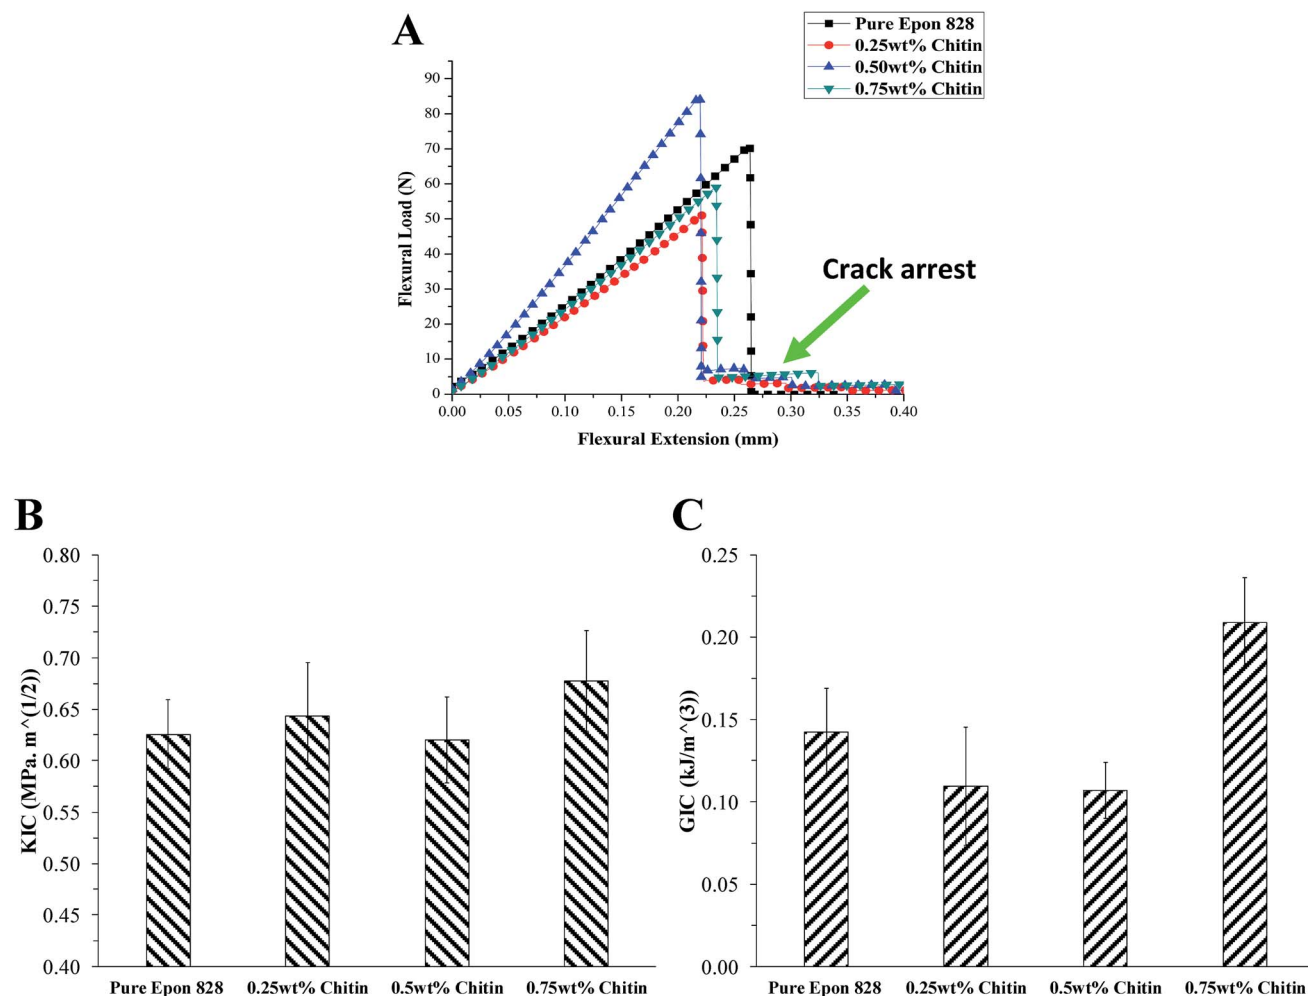 A
Pure Epon 828
0.25wt% Chitin
0.50wt% Chitin
0.75wt% Chitin
90
80
70
60
50
40
30
20
10
0
Flexural Load (N)
Crack arrest
0.00 0.05 0.10 0.15 0.20 0.25 0.30 0.35 0.40
Flexural Extension (mm)
B
0.80
0.75
0.70
0.65
0.60
0.55
0.50
0.45
0.40
KIC (MPa. m^(1/2))
Pure Epon 828 0.25wt% Chitin 0.5wt% Chitin 0.75wt% Chitin
C
0.25
0.20
0.15
0.10
0.05
0.00
GIC (kJ/m^(3))
Pure Epon 828 0.25wt% Chitin 0.5wt% Chitin 0.75wt% Chitin